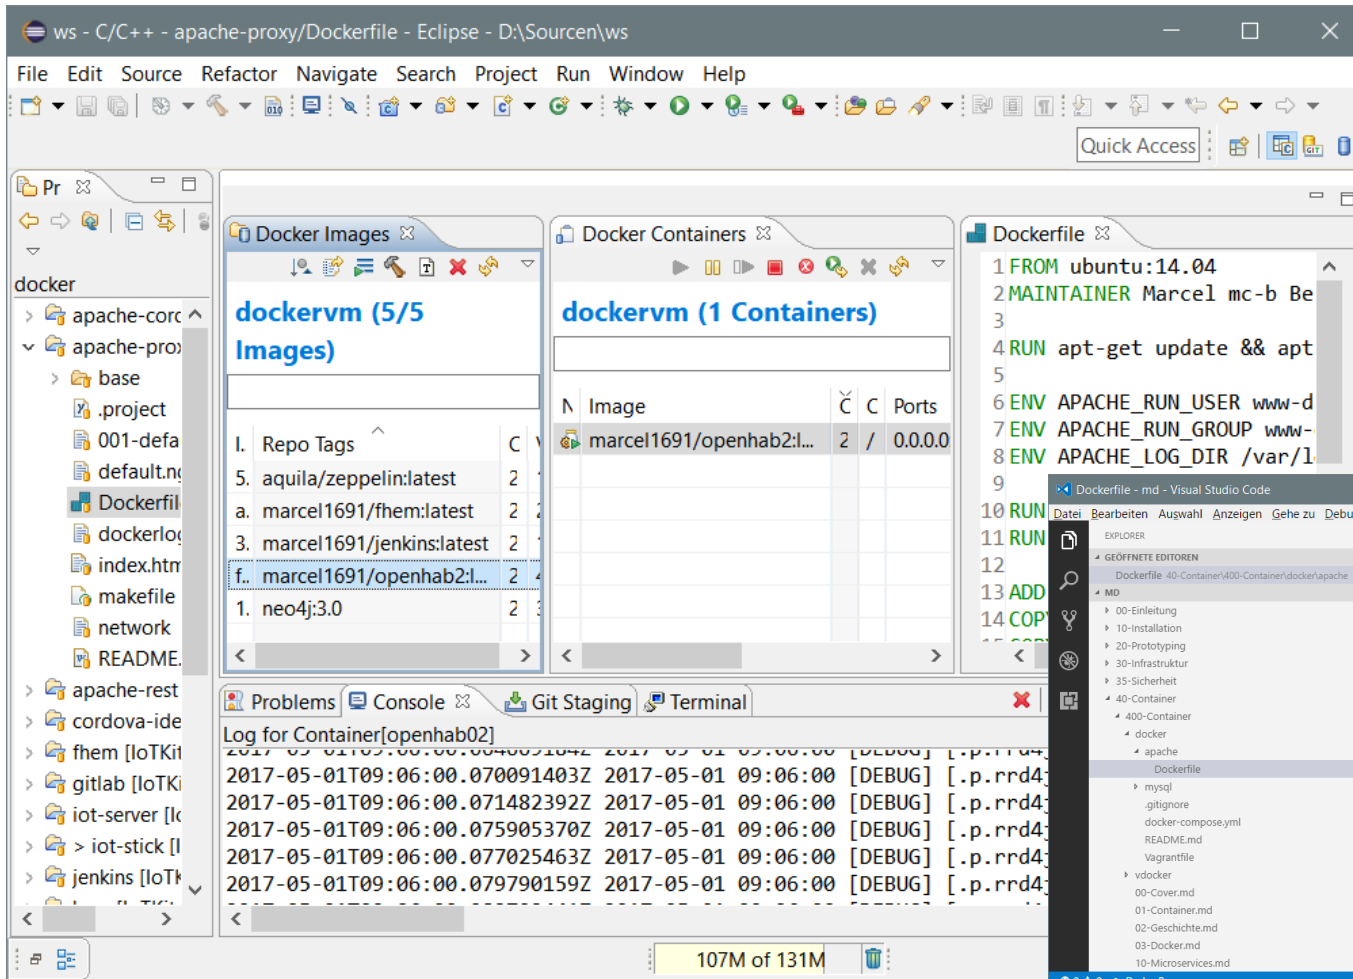 ws - C/C++ - apache-proxy/Dockerfile - Eclipse - D:\Sourcen\ws
File Edit Source Refactor Navigate Search Project Run Window Help
Quick Access
Pr
docker
apache-corc
apache-pro
base
.project
001-defa
default.ng
Dockerfil
dockerlog
index.htm
makefile
network
README.
apache-rest
cordova-ide
fhem [IoTKit
gitlab [IoTKi
iot-server [Io
> iot-stick [I
jenkins [IoTK
Docker Images
dockervm (5/5
Images)
I. Repo Tags C V
5. aquila/zeppelin:latest 2
a. marcel1691/fhem:latest 2 2
3. marcel1691/jenkins:latest 2
f.. marcel1691/openhab2:l... 2 4
1. neo4j:3.0 2 3
Docker Containers
dockervm (1 Containers)
N Image C C Ports
marcel1691/openhab2:l... 2 / 0.0.0.0
Dockerfile
1 FROM ubuntu:14.04
2 MAINTAINER Marcel mc-b Be
3
4 RUN apt-get update && apt
5
6 ENV APACHE_RUN_USER www-d
7 ENV APACHE_RUN_GROUP www-
8 ENV APACHE_LOG_DIR /var/l
9
10 RUN
11 RUN
12
13 ADD
14 COPY
Problems Console Git Staging Terminal
Log for Container[openhab02]
2017-05-01T09:06:00.070091403Z 2017-05-01 09:06:00 [DEBUG] [.p.rrd4j
2017-05-01T09:06:00.071482392Z 2017-05-01 09:06:00 [DEBUG] [.p.rrd4j
2017-05-01T09:06:00.075905370Z 2017-05-01 09:06:00 [DEBUG] [.p.rrd4j
2017-05-01T09:06:00.077025463Z 2017-05-01 09:06:00 [DEBUG] [.p.rrd4j
2017-05-01T09:06:00.079790159Z 2017-05-01 09:06:00 [DEBUG] [.p.rrd4j
107M of 131M
Dockerfile - md - Visual Studio Code
Datei Bearbeiten Auswahl Anzeigen Gehe zu Debu
EXPLORER
GEÖFFNETE EDITOREN
Dockerfile 40-Container\400-Container\docker\apache
MD
00-Einleitung
10-Installation
20-Prototyping
30-Infrastruktur
35-Sicherheit
40-Container
400-Container
docker
apache
Dockerfile
mysql
.gitignore
docker-compose.yml
README.md
Vagrantfile
vdocker
00-Cover.md
01-Container.md
02-Geschichte.md
03-Docker.md
10-Microservices.md